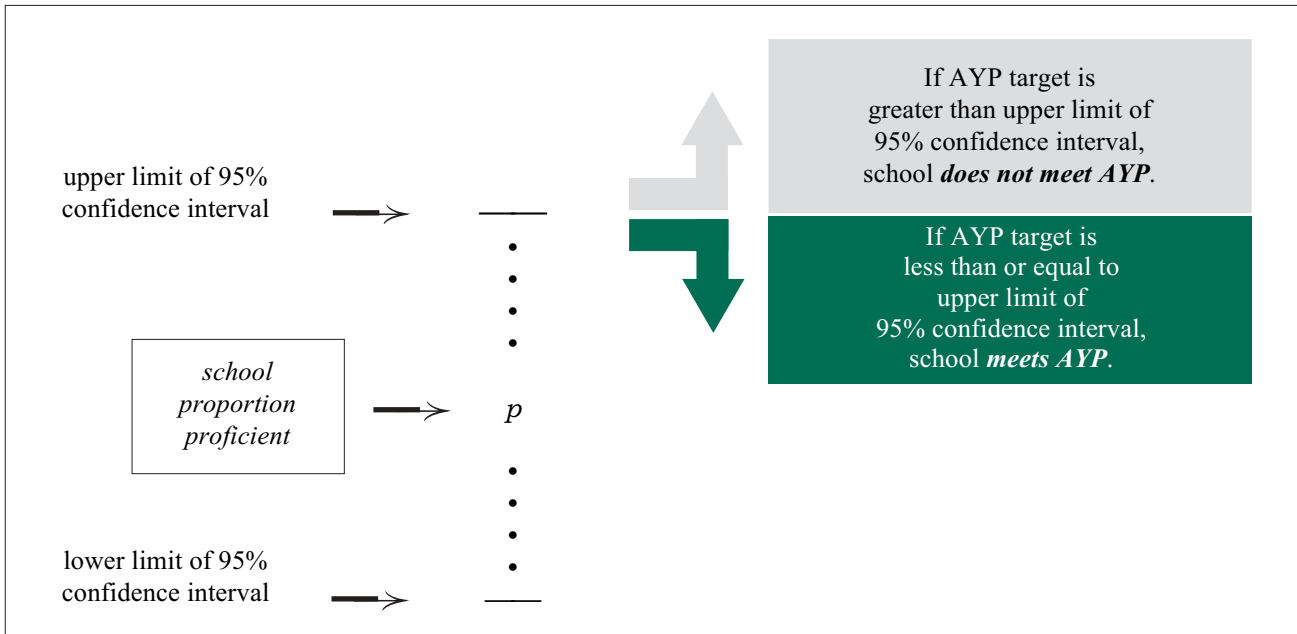 If AYP target is
greater than upper limit of
95% confidence interval,
school does not meet AYP.
upper limit of 95%
confidence interval
If AYP target is
less than or equal to
upper limit of
95% confidence interval,
school meets AYP.
school
proportion
proficient
p
lower limit of 95%
confidence interval